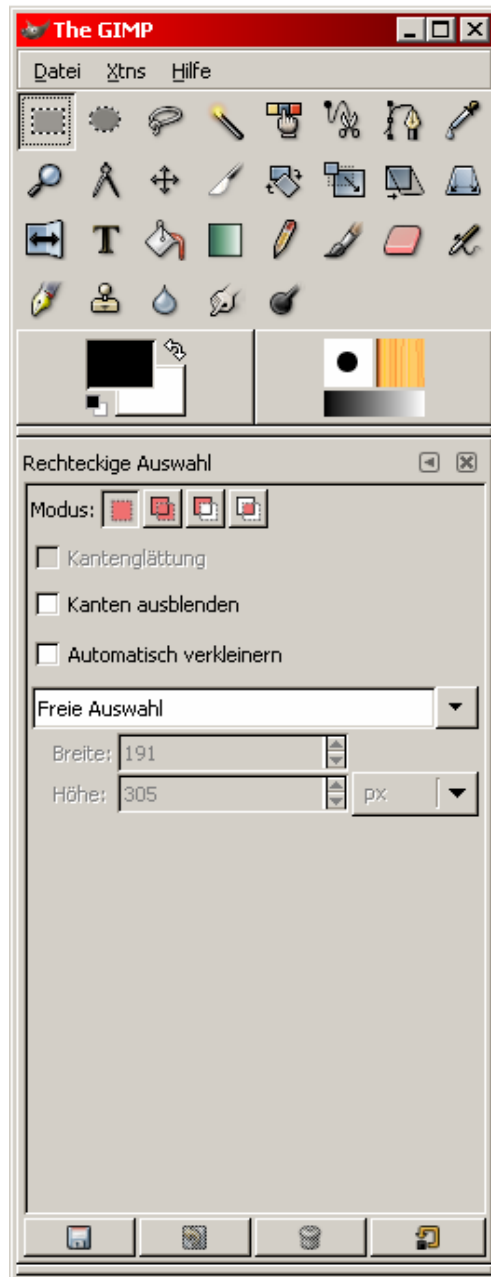 The GIMP
Datei Xtns Hilfe
Rechteckige Auswahl
Modus:
Kantenglättung
Kanten ausblenden
Automatisch verkleinern
Freie Auswahl
Breite: 191
Höhe: 305 px